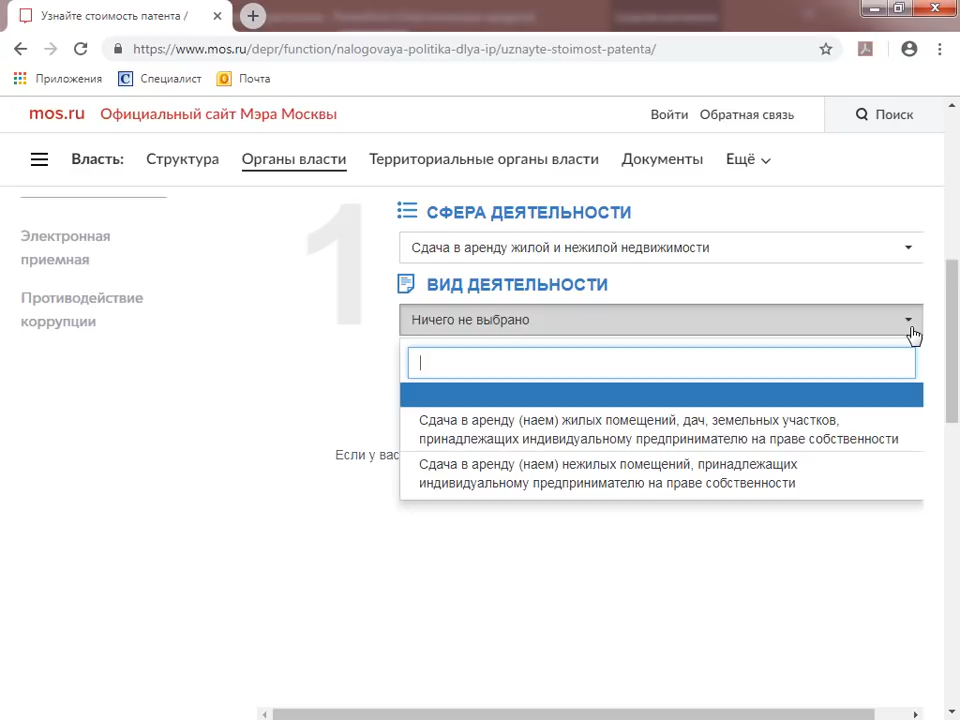 Узнайте стоимость патента /
https://www.mos.ru/depr/function/nalogovaya-politika-dlya-ip/uznayte-stoimost-patenta/
Приложения
Специалист
Почта
mos.ru
Официальный сайт Мэра Москвы
Войти
Обратная связь
Поиск
Власть:
Структура
Органы власти
Территориальные органы власти
Документы
Ещё
Электронная
приемная
Противодействие
коррупции
1
СФЕРА ДЕЯТЕЛЬНОСТИ
Сдача в аренду жилой и нежилой недвижимости
ВИД ДЕЯТЕЛЬНОСТИ
Ничего не выбрано
Сдача в аренду (наем) жилых помещений, дач, земельных участков,
принадлежащих индивидуальному предпринимателю на праве собственности
Сдача в аренду (наем) нежилых помещений, принадлежащих
индивидуальному предпринимателю на праве собственности
Если у вас